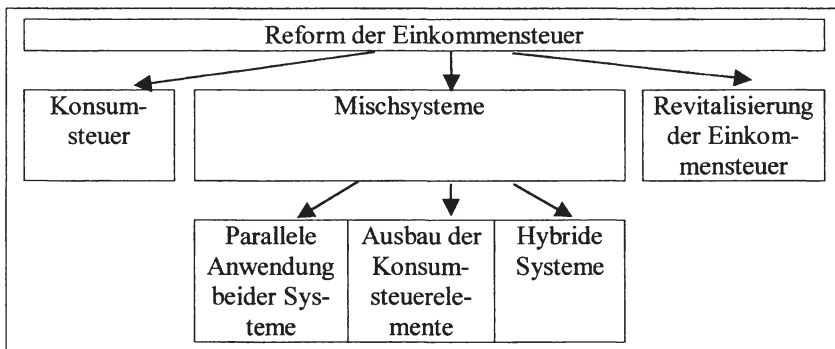 Reform der Einkommensteuer
Konsum-
steuer
Mischsysteme
Revitalisierung
der Einkom-
mensteuer
Parallele
Anwendung
beider Sys-
teme
Ausbau der
Konsum-
steuerele-
mente
Hybride
Systeme